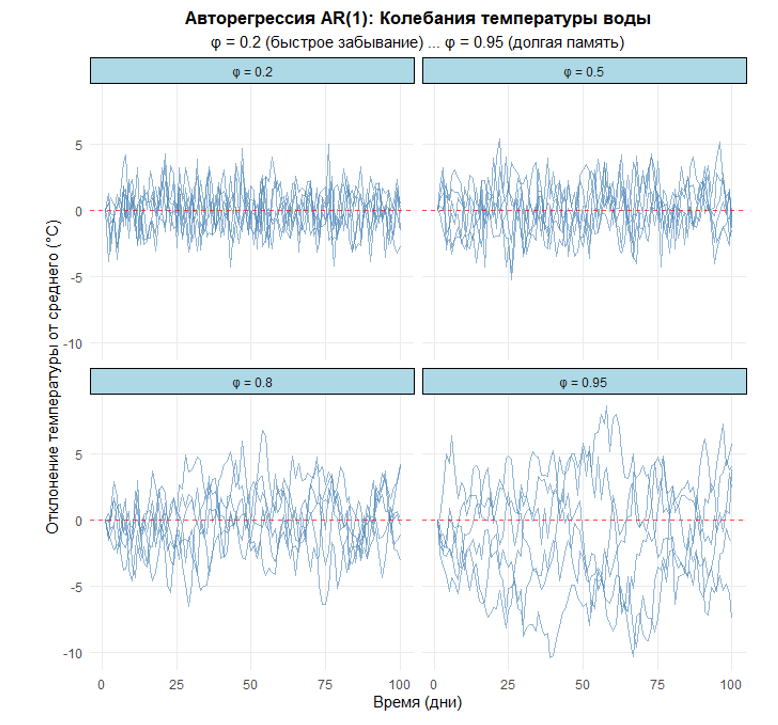 Авторегрессия AR(1): Колебания температуры воды
φ = 0.2 (быстрое забывание) ... φ = 0.95 (долгая память)
φ = 0.2
φ = 0.5
5
0
-5
-10
Отклонение температуры от среднего (°C)
φ = 0.8
φ = 0.95
5
0
-5
-10
0 25 50 75 100
0 25 50 75 100
Время (дни)